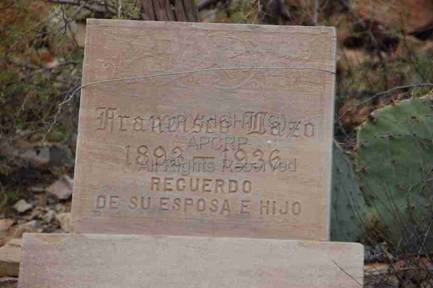 Francisco Lazo
1892 — 1936
RECUERDO
DE SU ESPOSA E HIJO
APCRP
All Rights Reserved